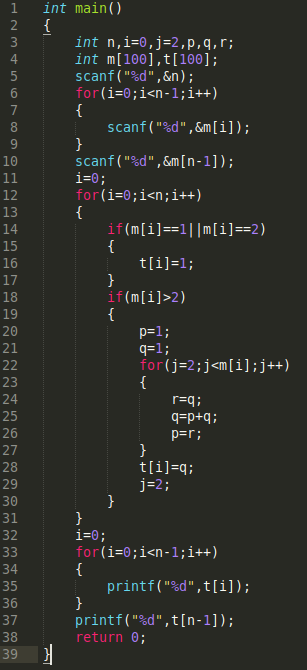 1 int main()
2 {
3 int n,i=0,j=2,p,q,r;
4 int m[100],t[100];
5 scanf("%d",&n);
6 for(i=0;i<n-1;i++)
7 {
8 scanf("%d",&m[i]);
9 }
10 scanf("%d",&m[n-1]);
11 i=0;
12 for(i=0;i<n;i++)
13 {
14 if(m[i]==1||m[i]==2)
15 {
16 t[i]=1;
17 }
18 if(m[i]>2)
19 {
20 p=1;
21 q=1;
22 for(j=2;j<m[i];j++)
23 {
24 r=q;
25 q=p+q;
26 p=r;
27 }
28 t[i]=q;
29 j=2;
30 }
31 }
32 i=0;
33 for(i=0;i<n-1;i++)
34 {
35 printf("%d",t[i]);
36 }
37 printf("%d",t[n-1]);
38 return 0;
39 }